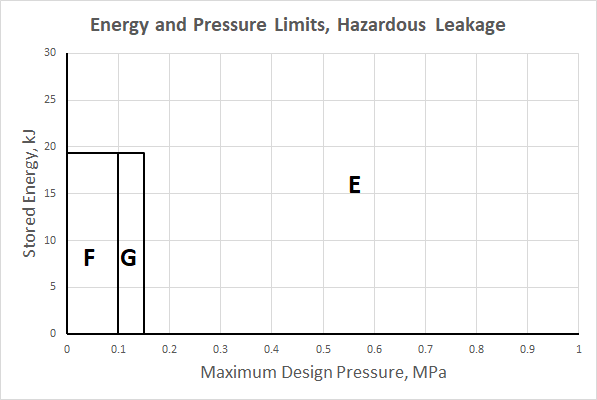 Energy and Pressure Limits, Hazardous Leakage
30
25
20
15
10
5
0
Stored Energy, kJ
E
F
G
0 0.1 0.2 0.3 0.4 0.5 0.6 0.7 0.8 0.9 1
Maximum Design Pressure, MPa